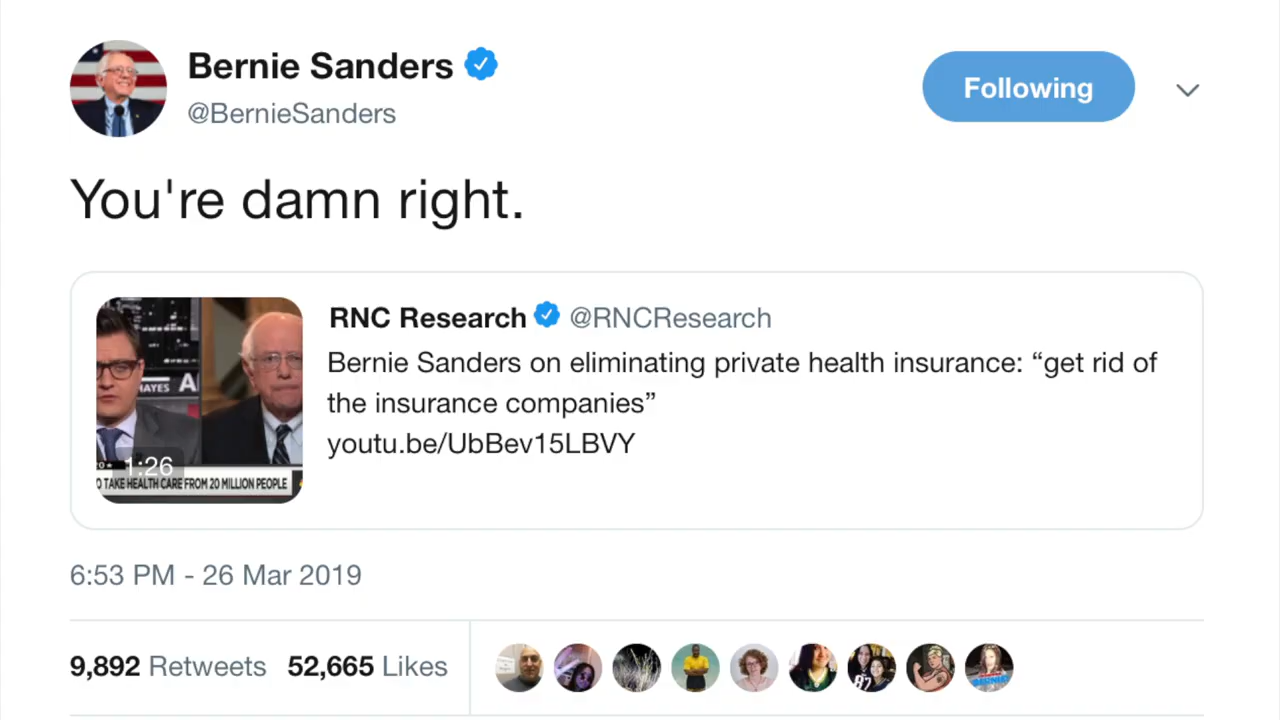 Bernie Sanders
@BernieSanders
Following
You're damn right.
RNC Research @RNCResearch
Bernie Sanders on eliminating private health insurance: “get rid of
the insurance companies”
youtu.be/UbBev15LBVY
HAYES A
1:26
O TAKE HEALTH CARE FROM 20 MILLION PEOPLE
6:53 PM - 26 Mar 2019
9,892 Retweets 52,665 Likes
87